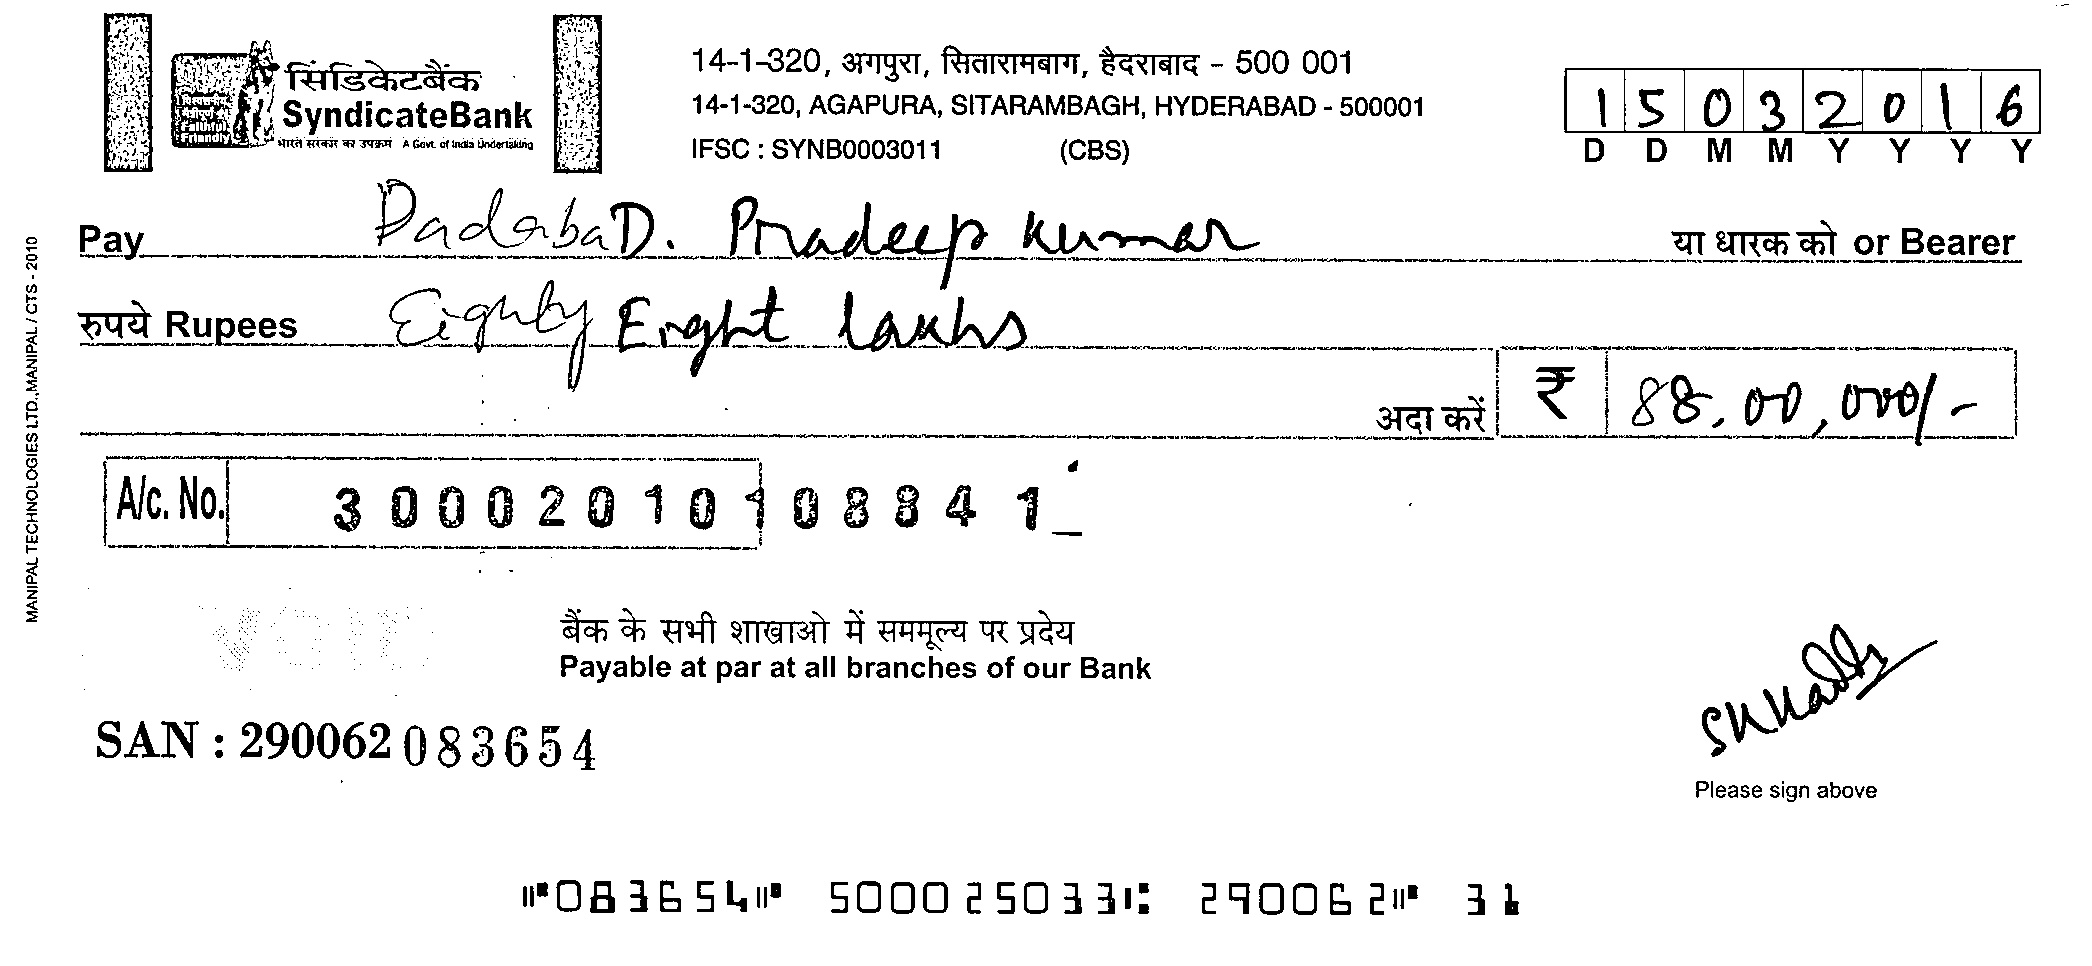 सिंडिकेटबैंक
SyndicateBank
भारत सरकार का उपक्रम A Govt. of India Undertaking
Faithful
Friendly
14-1-320, अगपुरा, सितारामबाग, हैदराबाद - 500 001
14-1-320, AGAPURA, SITARAMBAGH, HYDERABAD - 500001
IFSC : SYNB0003011 (CBS)
1 5 0 3 2 0 1 6
D D M M Y Y Y Y
Pay Dadaba D. Pradeep Kumar या धारक को or Bearer
रुपये Rupees Eighty Eight lakhs
अदा करें ₹ 88,00,000/-
A/c. No. 30002010108841
VOID
बैंक के सभी शाखाओ में सममूल्य पर प्रदेय
Payable at par at all branches of our Bank
SAN : 290062 083654
Please sign above
⑈083654⑈ 500025033⑆ 290062⑈ 31
MANIPAL TECHNOLOGIES LTD.,MANIPAL / CTS - 2010